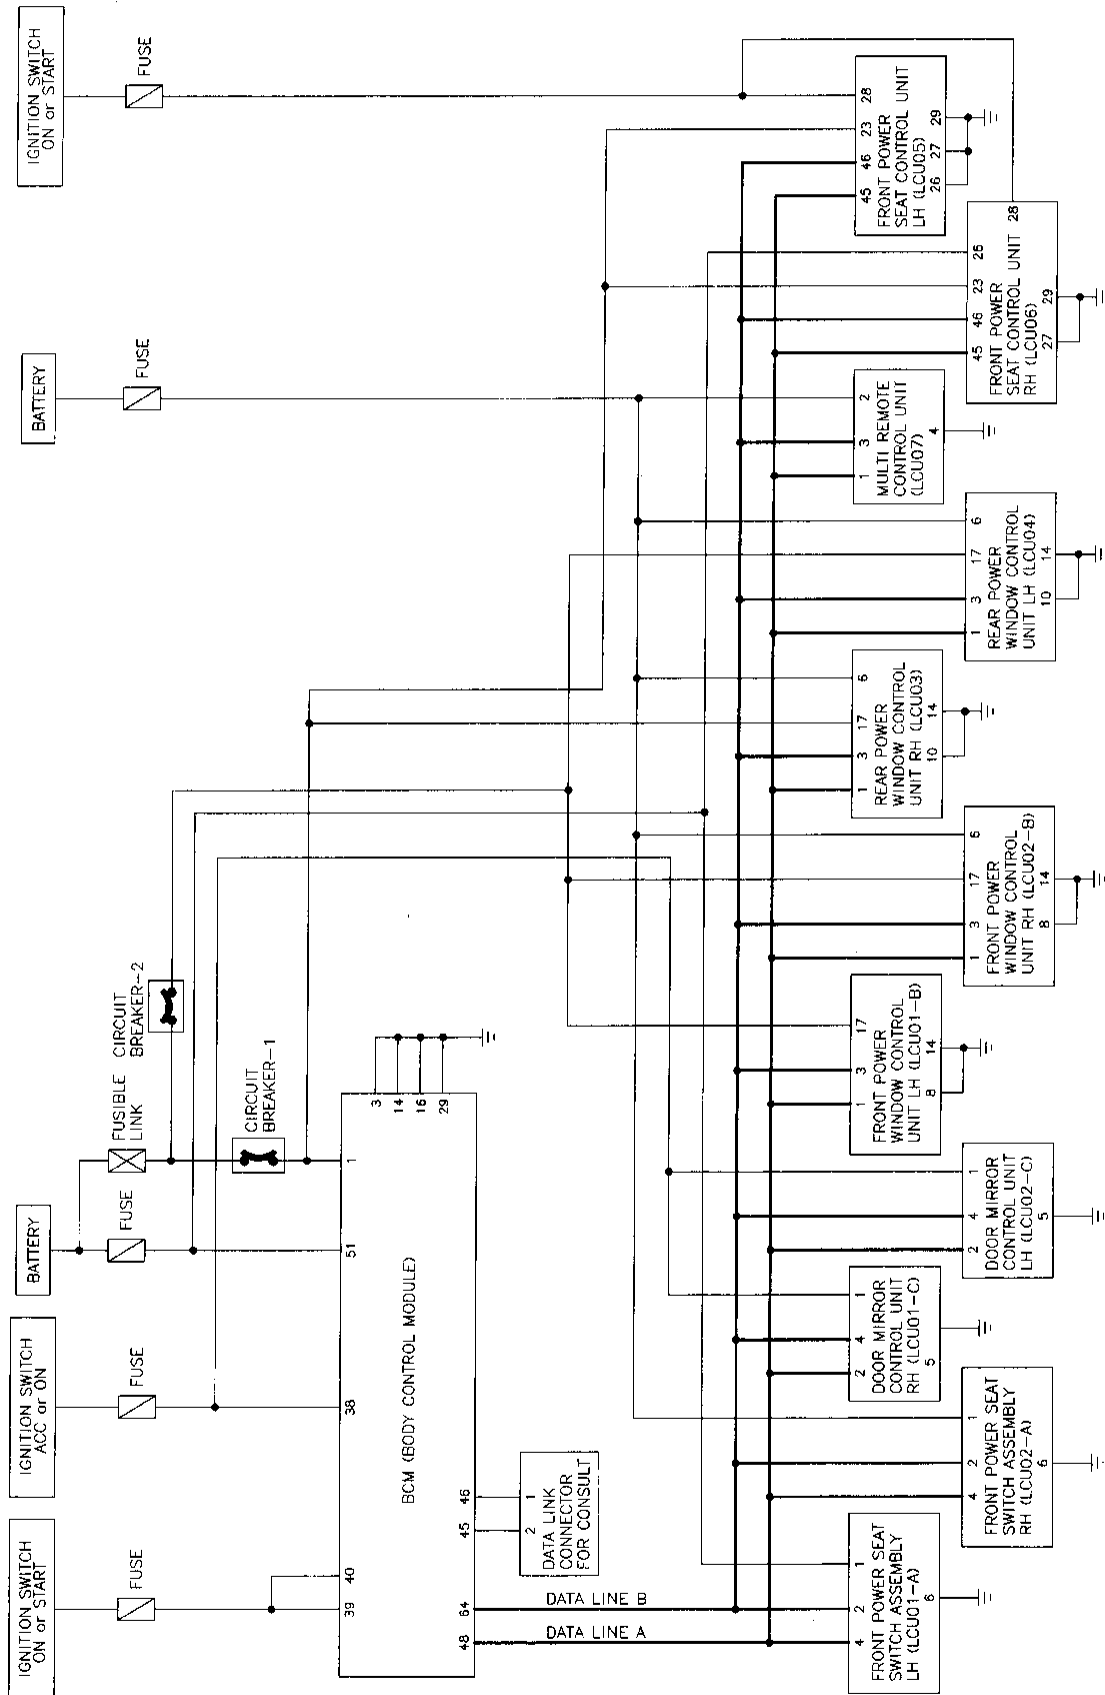 IGNITION SWITCH
ON or START
FUSE
IGNITION SWITCH
ACC or ON
FUSE
BATTERY
FUSE
FUSIBLE
LINK
CIRCUIT
BREAKER-2
CIRCUIT
BREAKER-1
BATTERY
FUSE
IGNITION SWITCH
ON or START
FUSE
39
40
38
51
1
3
14
16
29
BCM (BODY CONTROL MODULE)
48
64
45
46
2
1
DATA LINK
CONNECTOR
FOR CONSULT
DATA LINE B
DATA LINE A
4
2
1
FRONT POWER SEAT
SWITCH ASSEMBLY
LH (LCU01-A)
6
4
2
1
FRONT POWER SEAT
SWITCH ASSEMBLY
RH (LCU02-A)
6
2
4
1
DOOR MIRROR
CONTROL UNIT
RH (LCU01-C)
5
2
4
1
DOOR MIRROR
CONTROL UNIT
LH (LCU02-C)
5
1
3
17
FRONT POWER
WINDOW CONTROL
UNIT LH (LCU01-B)
8
14
1
3
17
6
FRONT POWER
WINDOW CONTROL
UNIT RH (LCU02-B)
8
14
1
3
17
6
REAR POWER
WINDOW CONTROL
UNIT RH (LCU03)
10
14
1
3
17
6
REAR POWER
WINDOW CONTROL
UNIT LH (LCU04)
10
14
1
3
2
MULTI REMOTE
CONTROL UNIT
(LCU07)
4
45
46
23
25
FRONT POWER
SEAT CONTROL UNIT
RH (LCU06)
28
27
29
45
46
23
28
FRONT POWER
SEAT CONTROL UNIT
LH (LCU05)
26
27
29